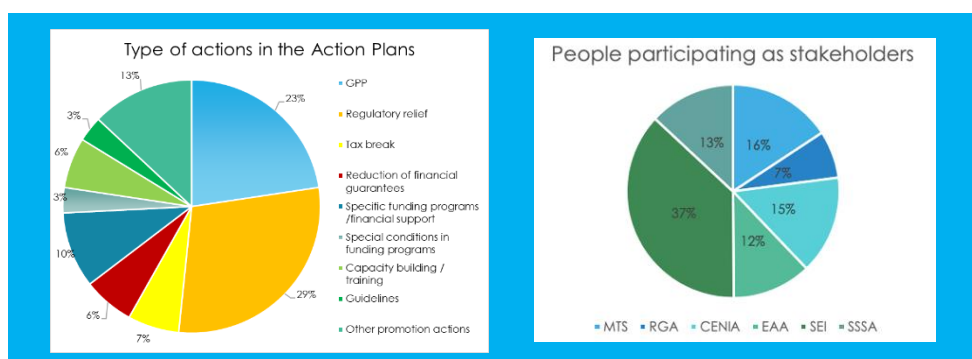 Type of actions in the Action Plans
13%
23%
3%
6%
3%
10%
6%
7%
29%
GPP
Regulatory relief
Tax break
Reduction of financial
guarantees
Specific funding programs
/financial support
Special conditions in
funding programs
Capacity building /
training
Guidelines
Other promotion actions
People participating as stakeholders
13%
16%
7%
37%
15%
12%
MTS RGA CENIA EAA SEI SSSA